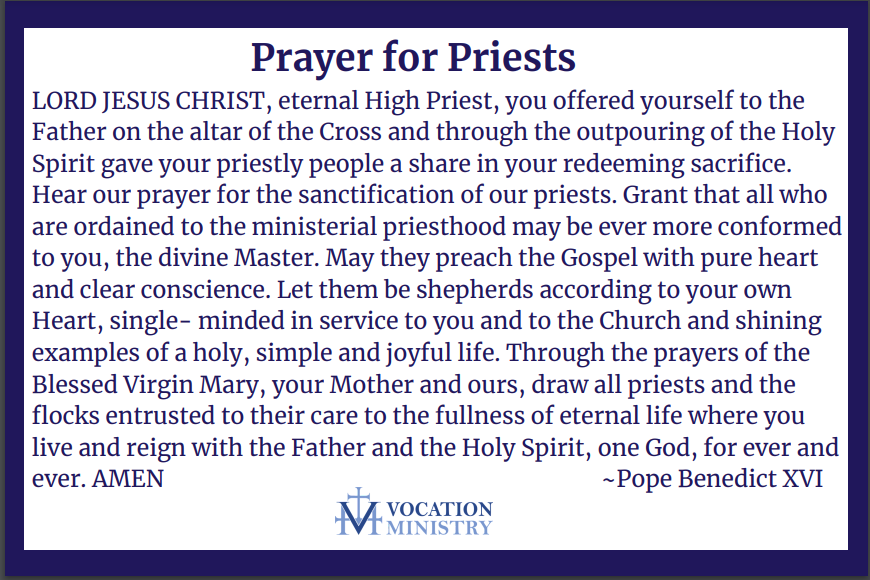 Prayer for Priests
LORD JESUS CHRIST, eternal High Priest, you offered yourself to the
Father on the altar of the Cross and through the outpouring of the Holy
Spirit gave your priestly people a share in your redeeming sacrifice.
Hear our prayer for the sanctification of our priests. Grant that all who
are ordained to the ministerial priesthood may be ever more conformed
to you, the divine Master. May they preach the Gospel with pure heart
and clear conscience. Let them be shepherds according to your own
Heart, single- minded in service to you and to the Church and shining
examples of a holy, simple and joyful life. Through the prayers of the
Blessed Virgin Mary, your Mother and ours, draw all priests and the
flocks entrusted to their care to the fullness of eternal life where you
live and reign with the Father and the Holy Spirit, one God, for ever and
ever. AMEN ~Pope Benedict XVI
VOCATION
MINISTRY